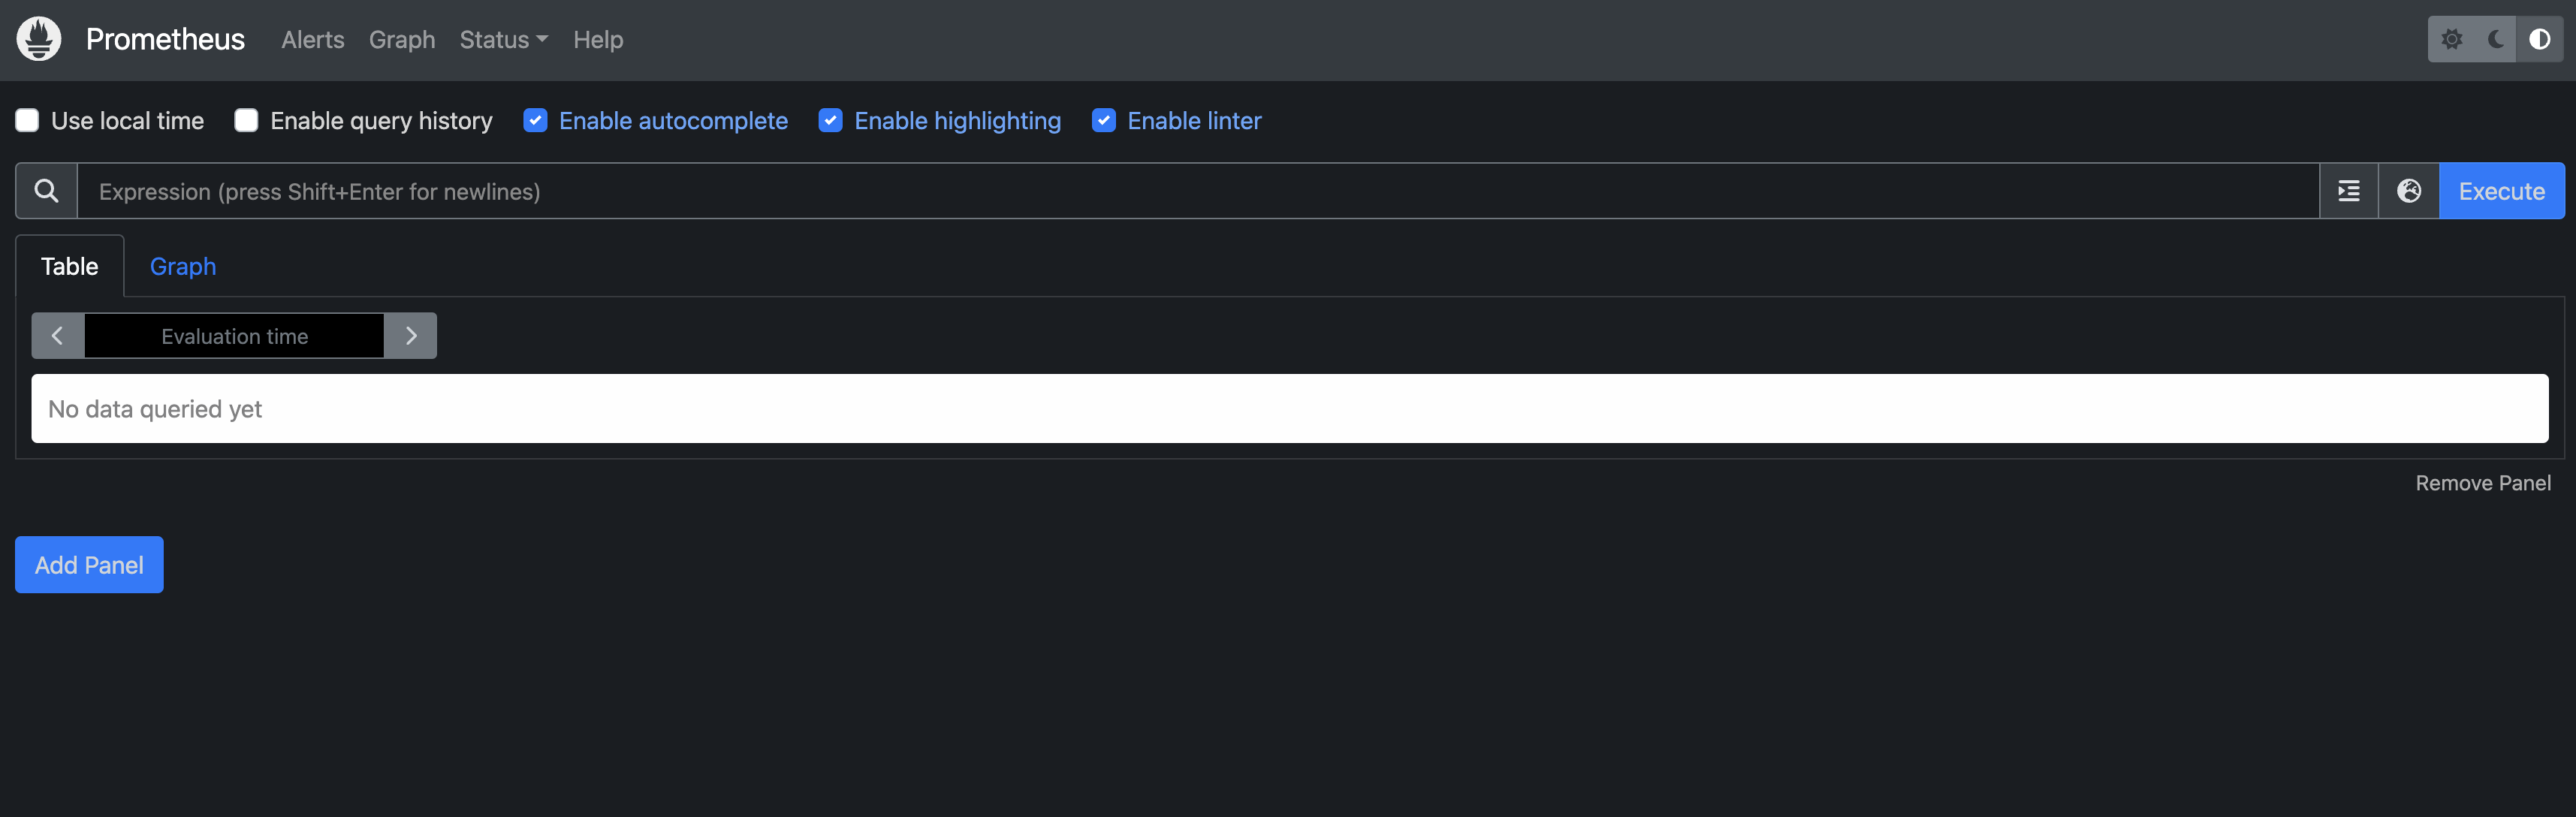 Prometheus Alerts Graph Status Help
Use local time Enable query history Enable autocomplete Enable highlighting Enable linter
Expression (press Shift+Enter for newlines) Execute
Table Graph
Evaluation time
No data queried yet
Remove Panel
Add Panel